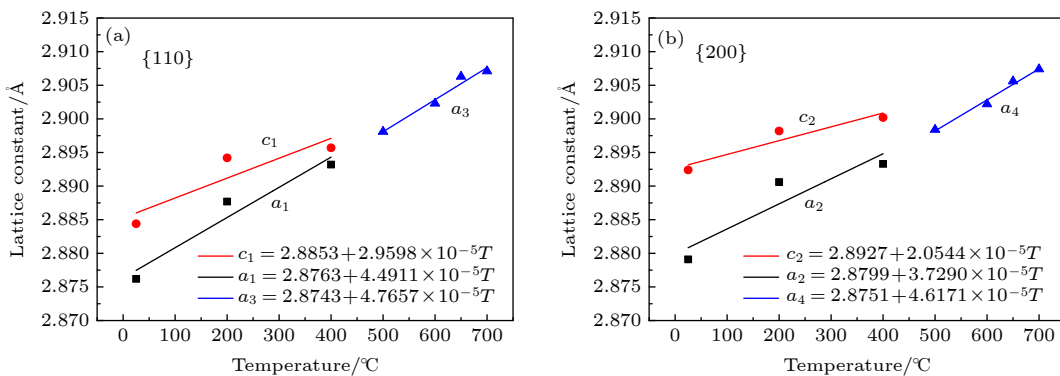 2.915
2.910
2.905
2.900
2.895
2.890
2.885
2.880
2.875
2.870
Lattice constant/Å
(a)
{110}
c₁
a₁
a₃
c₁=2.8853+2.9598×10⁻⁵T
a₁=2.8763+4.4911×10⁻⁵T
a₃=2.8743+4.7657×10⁻⁵T
0 100 200 300 400 500 600 700
Temperature/℃
2.915
2.910
2.905
2.900
2.895
2.890
2.885
2.880
2.875
2.870
Lattice constant/Å
(b)
{200}
c₂
a₂
a₄
c₂=2.8927+2.0544×10⁻⁵T
a₂=2.8799+3.7290×10⁻⁵T
a₄=2.8751+4.6171×10⁻⁵T
0 100 200 300 400 500 600 700
Temperature/℃